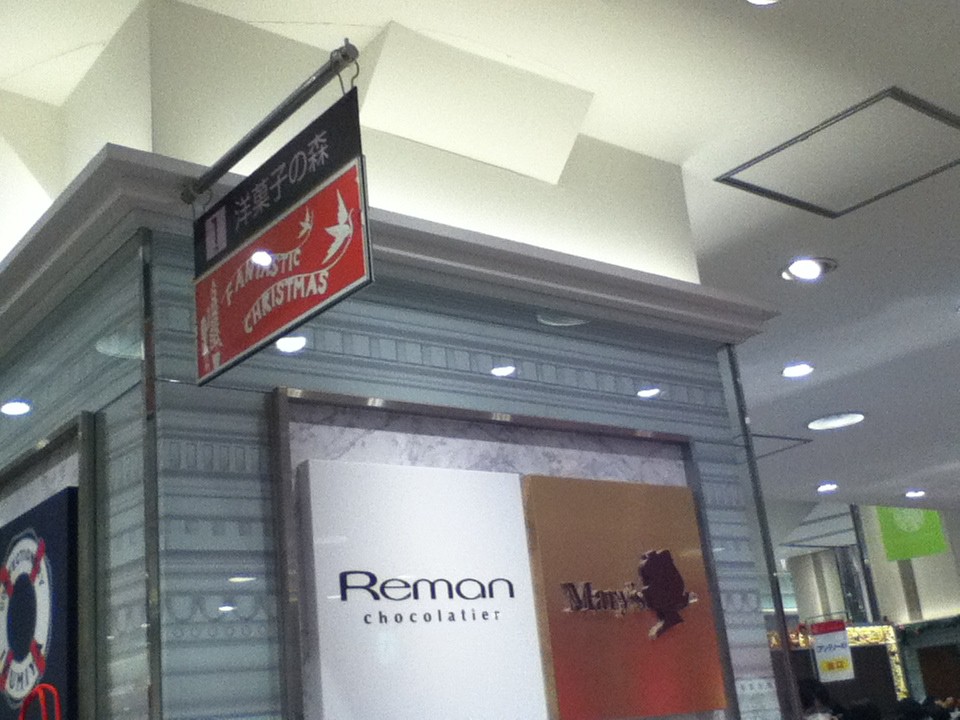 1 洋菓子の森
FANTASTIC
CHRISTMAS
Reman
chocolatier
Mary's